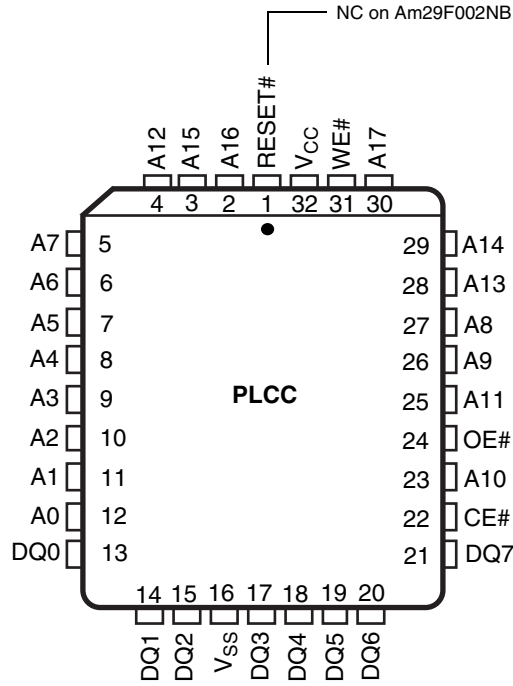 NC on Am29F002NB
A12
A15
A16
RESET#
VCC
WE#
A17
4 3 2 1 32 31 30
A7 5 29 A14
A6 6 28 A13
A5 7 27 A8
A4 8 26 A9
A3 9 PLCC 25 A11
A2 10 24 OE#
A1 11 23 A10
A0 12 22 CE#
DQ0 13 21 DQ7
14 15 16 17 18 19 20
DQ1
DQ2
VSS
DQ3
DQ4
DQ5
DQ6